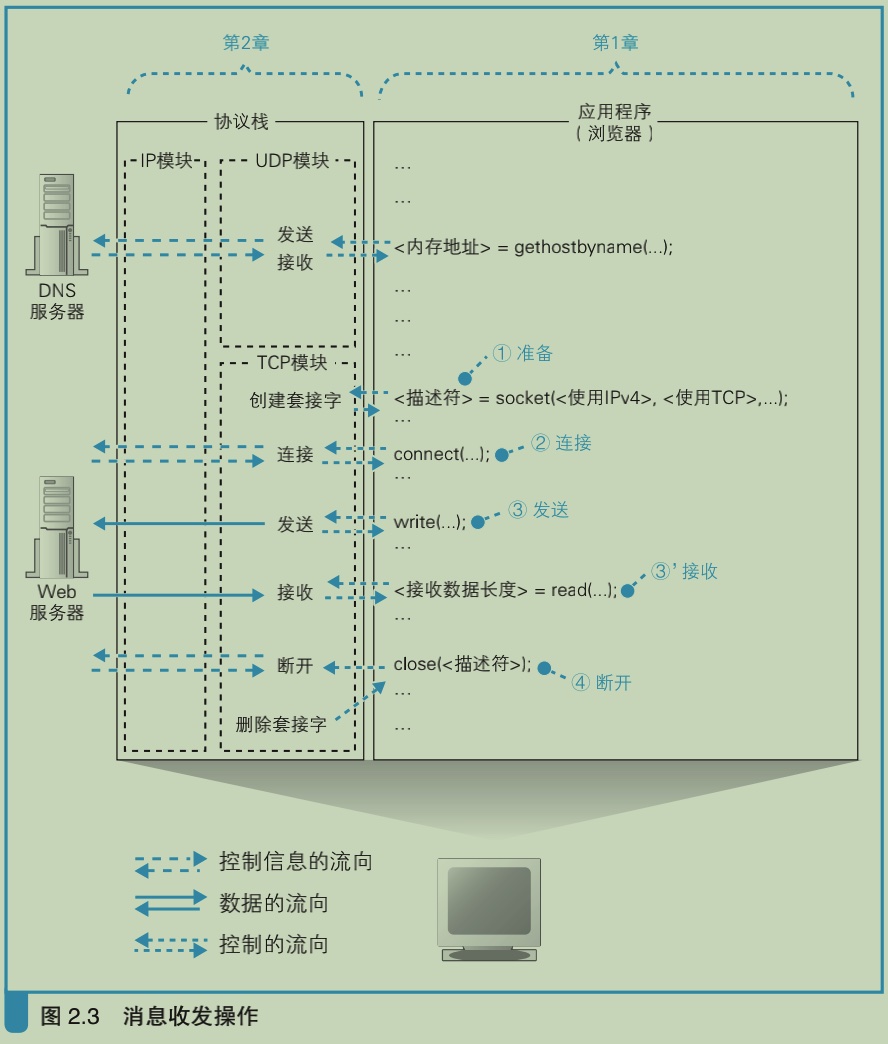 第2章
第1章
协议栈
应用程序
（浏览器）
IP模块
UDP模块
…
…
发送
接收
<内存地址> = gethostbyname(…);
DNS
服务器
…
…
…
① 准备
TCP模块
创建套接字
<描述符> = socket(<使用IPv4>, <使用TCP>,…);
…
连接
connect(…);
② 连接
…
发送
write(…);
③ 发送
…
Web
服务器
接收
<接收数据长度> = read(…);
③’接收
…
断开
close(<描述符>);
④ 断开
…
删除套接字
…
控制信息的流向
数据的流向
控制的流向
图 2.3 消息收发操作